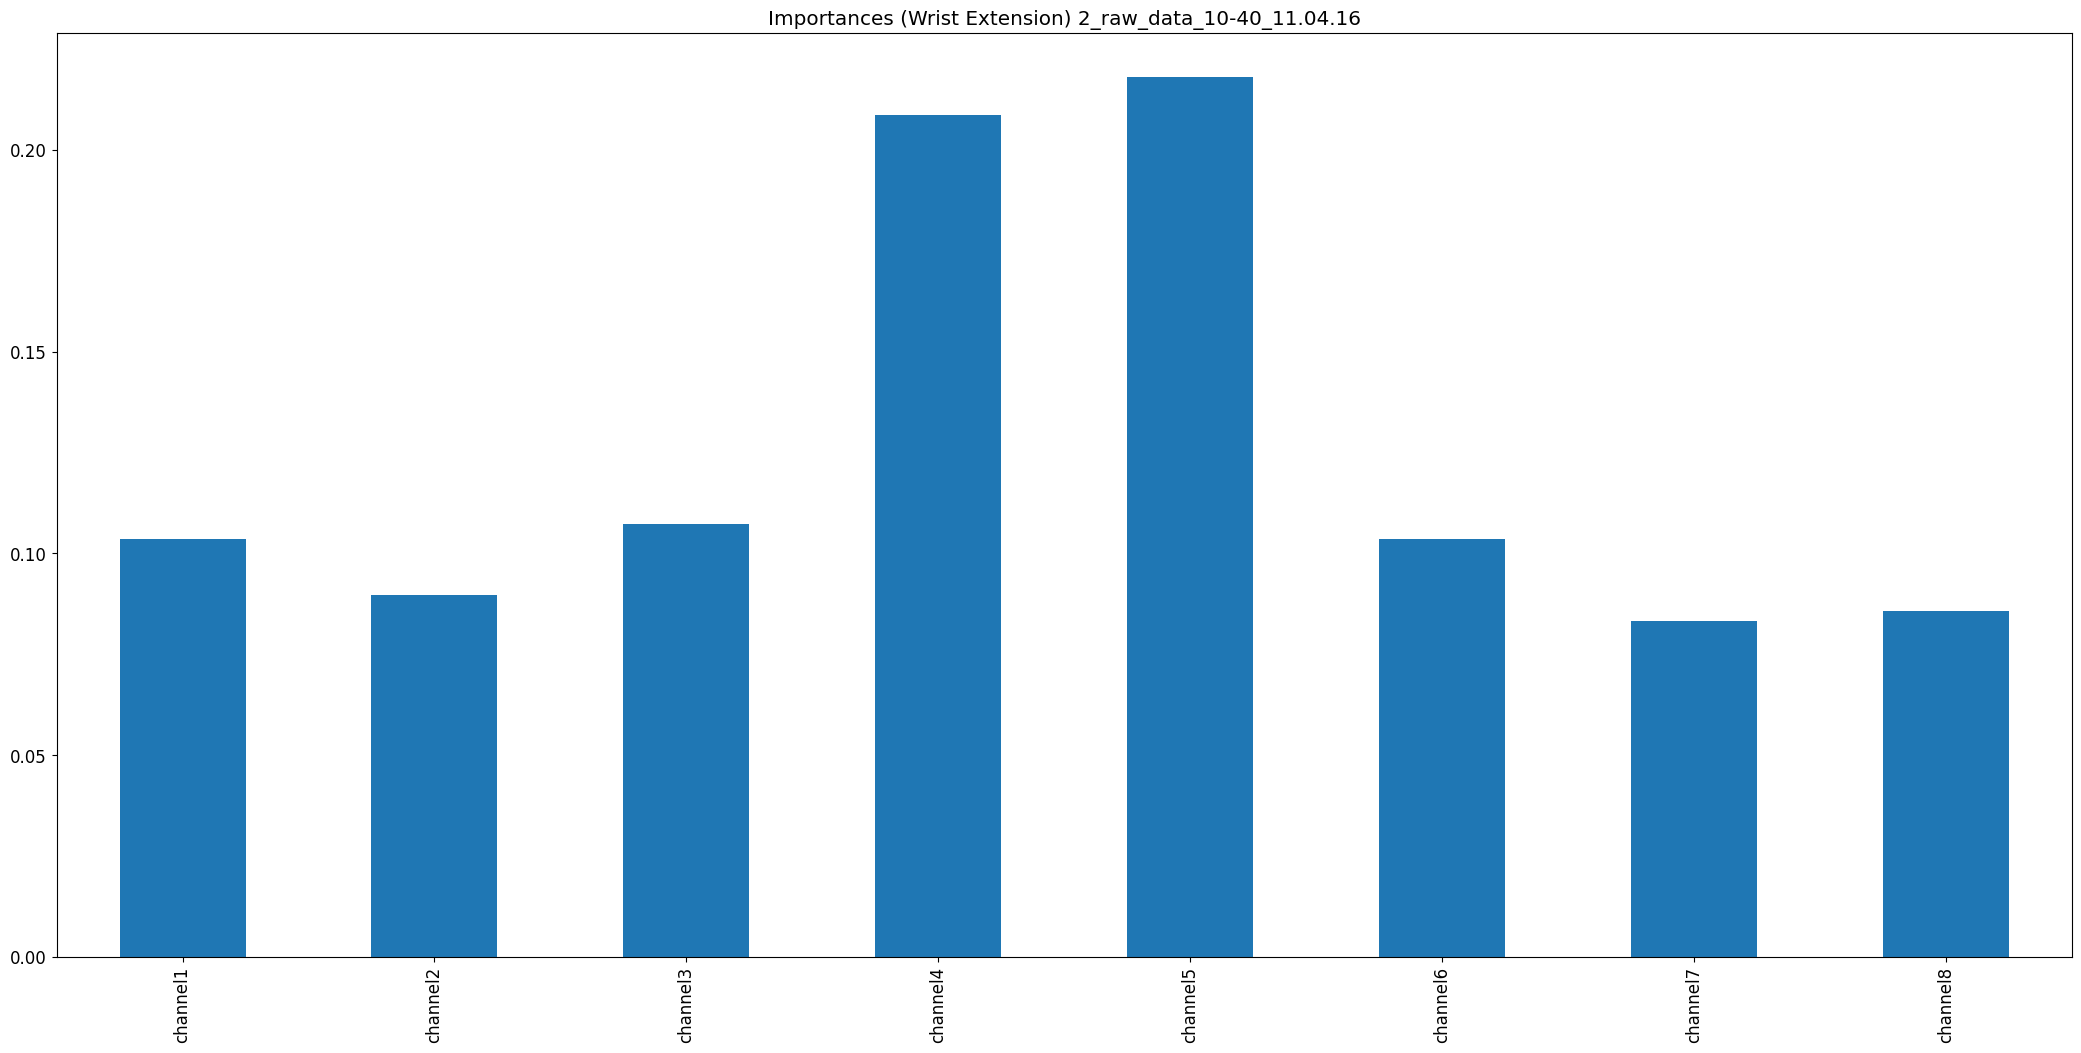 Importances (Wrist Extension) 2_raw_data_10-40_11.04.16
0.20
0.15
0.10
0.05
0.00
channel1
channel2
channel3
channel4
channel5
channel6
channel7
channel8